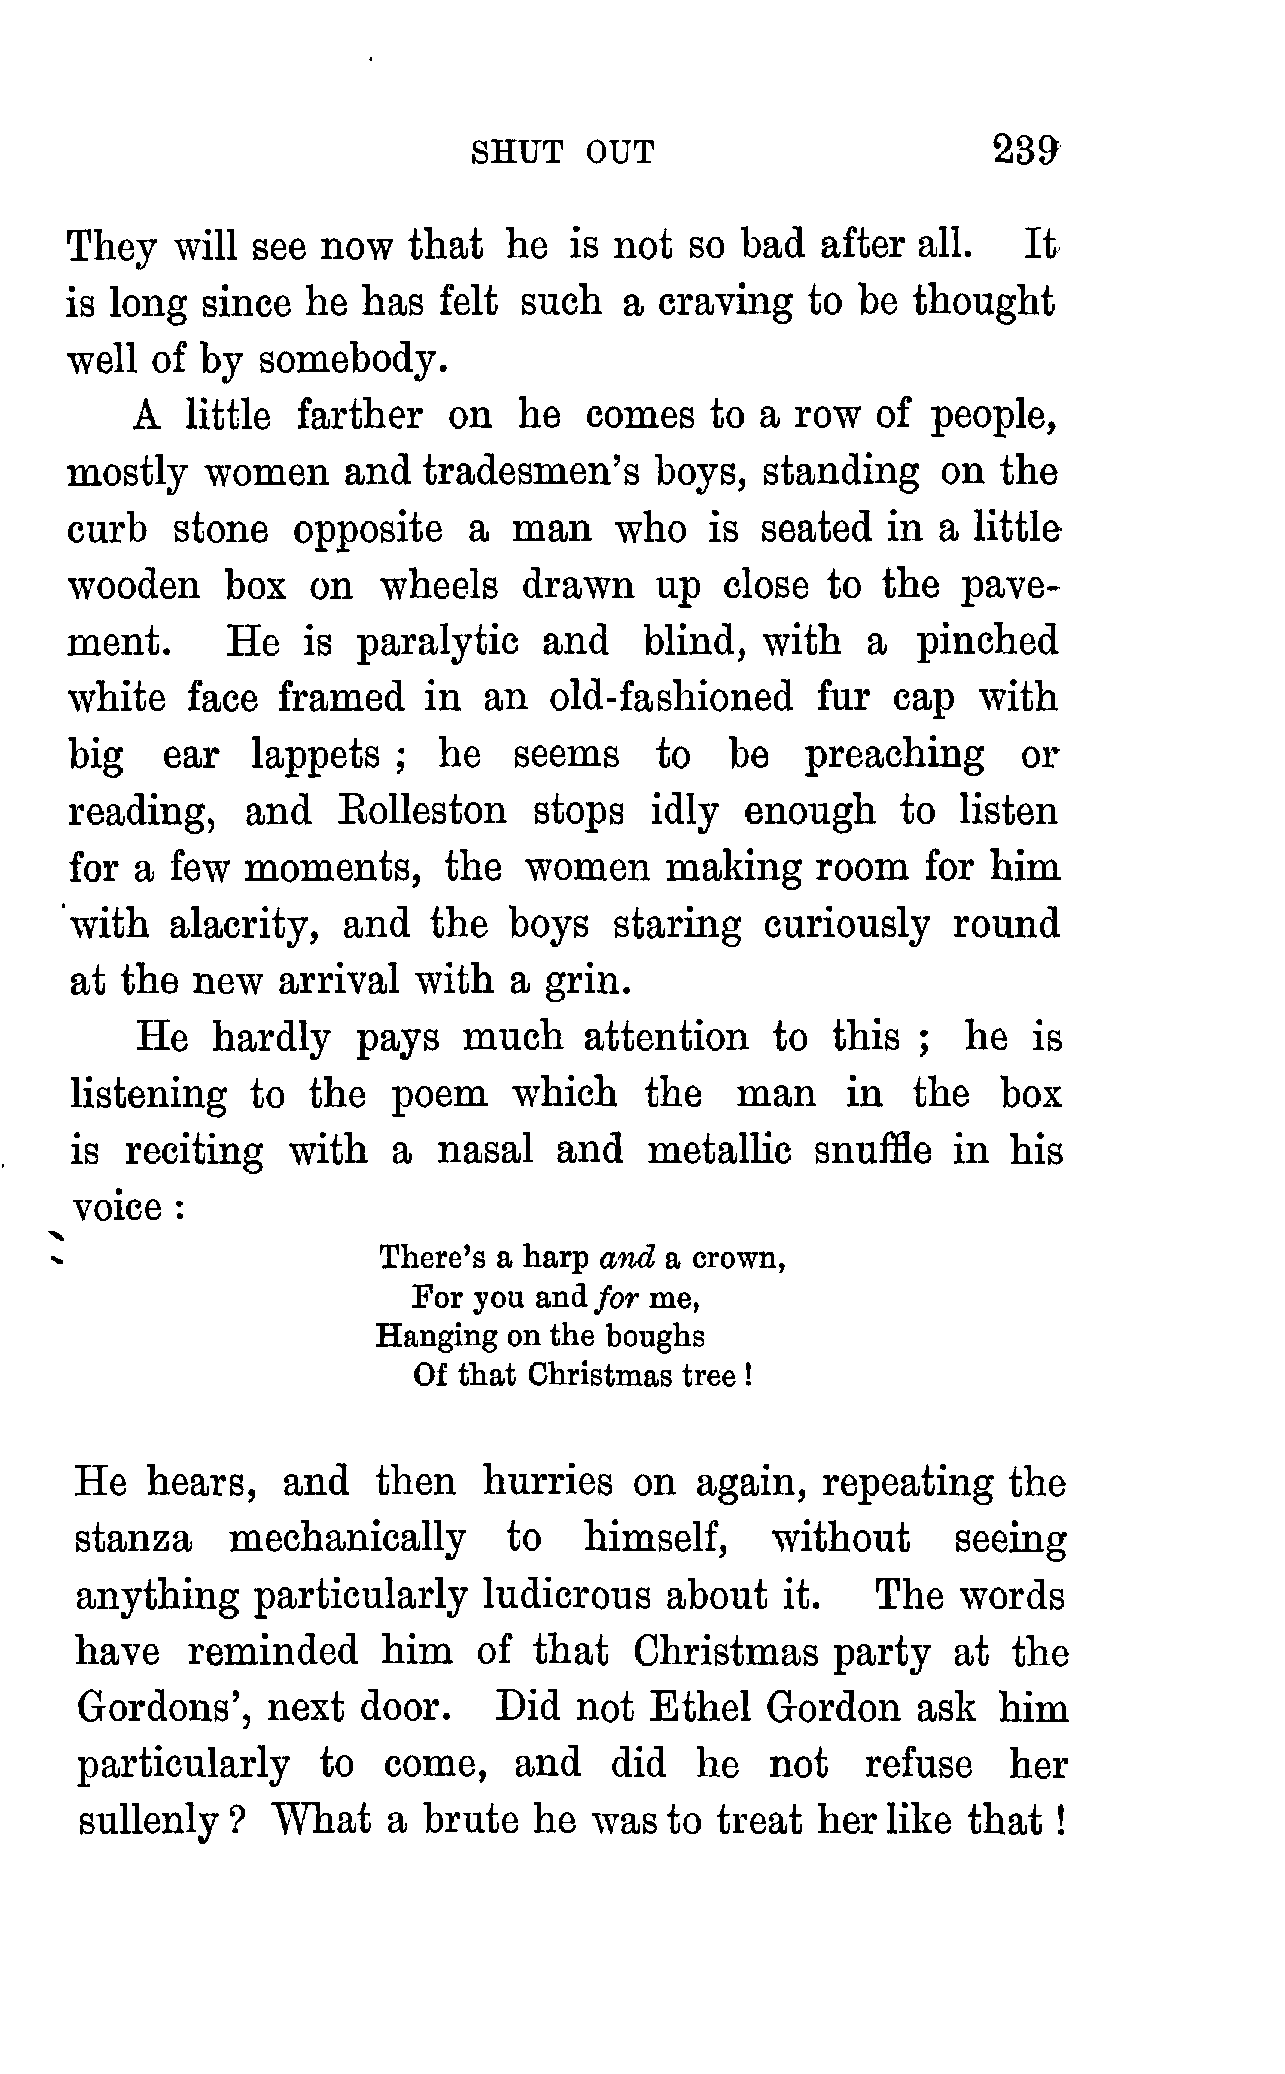 SHUT OUT 239
They will see now that he is not so bad after all. It
is long since he has felt such a craving to be thought
well of by somebody.
A little farther on he comes to a row of people,
mostly women and tradesmen's boys, standing on the
curb stone opposite a man who is seated in a little
wooden box on wheels drawn up close to the pave-
ment. He is paralytic and blind, with a pinched
white face framed in an old-fashioned fur cap with
big ear lappets ; he seems to be preaching or
reading, and Rolleston stops idly enough to listen
for a few moments, the women making room for him
with alacrity, and the boys staring curiously round
at the new arrival with a grin.
He hardly pays much attention to this ; he is
listening to the poem which the man in the box
is reciting with a nasal and metallic snuffle in his
voice :
There's a harp and a crown,
For you and for me,
Hanging on the boughs
Of that Christmas tree !
He hears, and then hurries on again, repeating the
stanza mechanically to himself, without seeing
anything particularly ludicrous about it. The words
have reminded him of that Christmas party at the
Gordons', next door. Did not Ethel Gordon ask him
particularly to come, and did he not refuse her
sullenly ? What a brute he was to treat her like that !